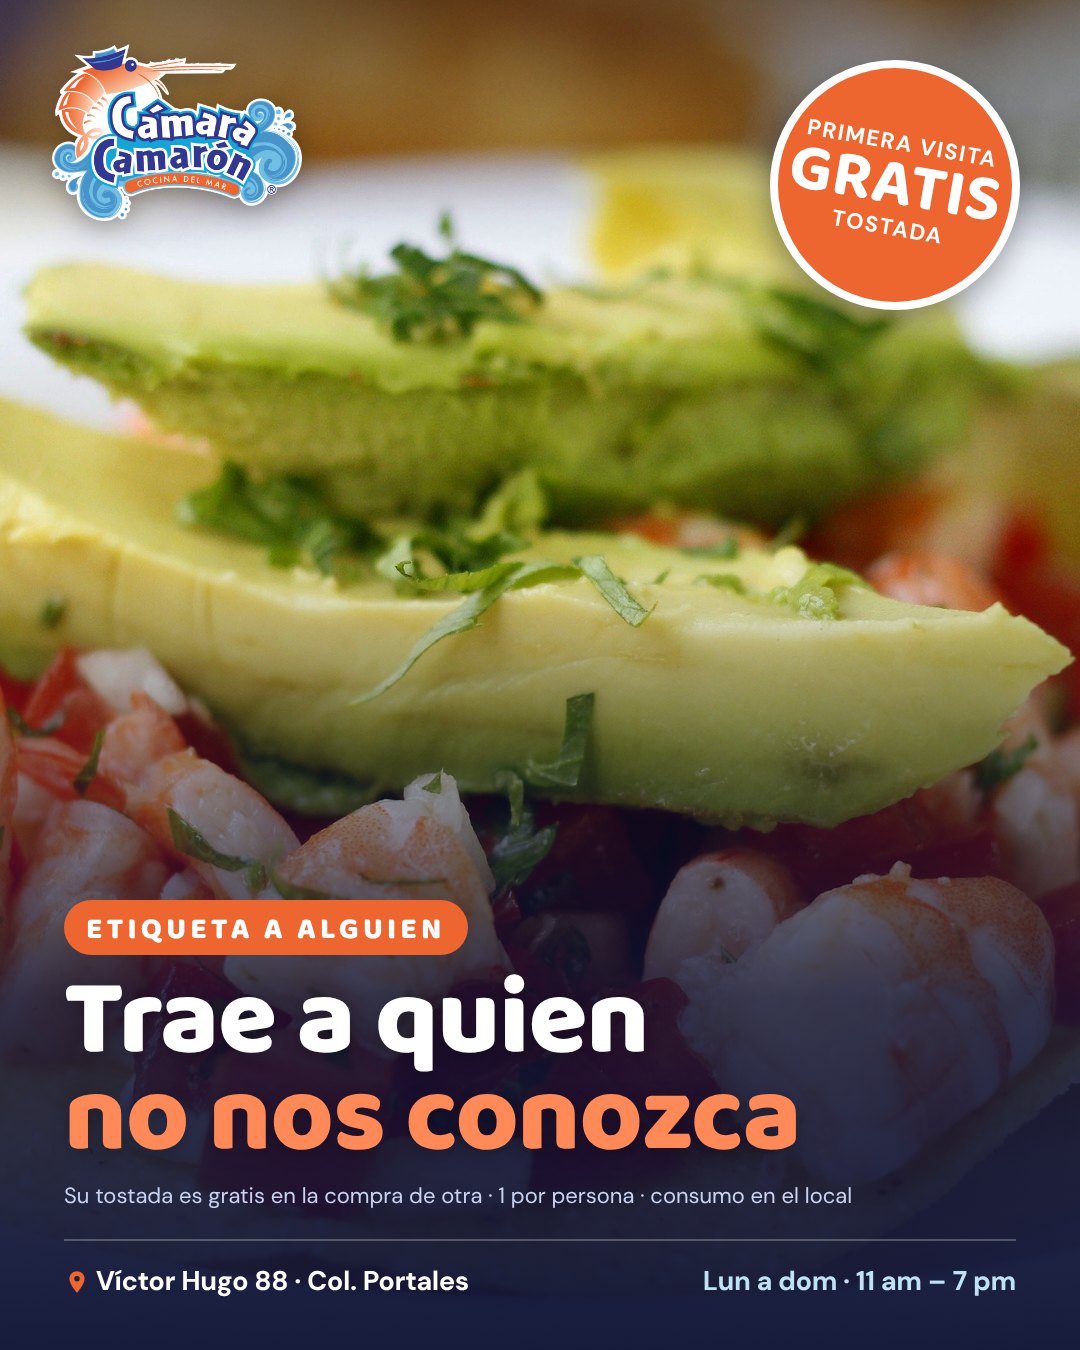 Cámara
Camarón
COCINA DEL MAR
®
PRIMERA VISITA
GRATIS
TOSTADA
ETIQUETA A ALGUIEN
Trae a quien
no nos conozca
Su tostada es gratis en la compra de otra · 1 por persona · consumo en el local
Víctor Hugo 88 · Col. Portales
Lun a dom · 11 am – 7 pm